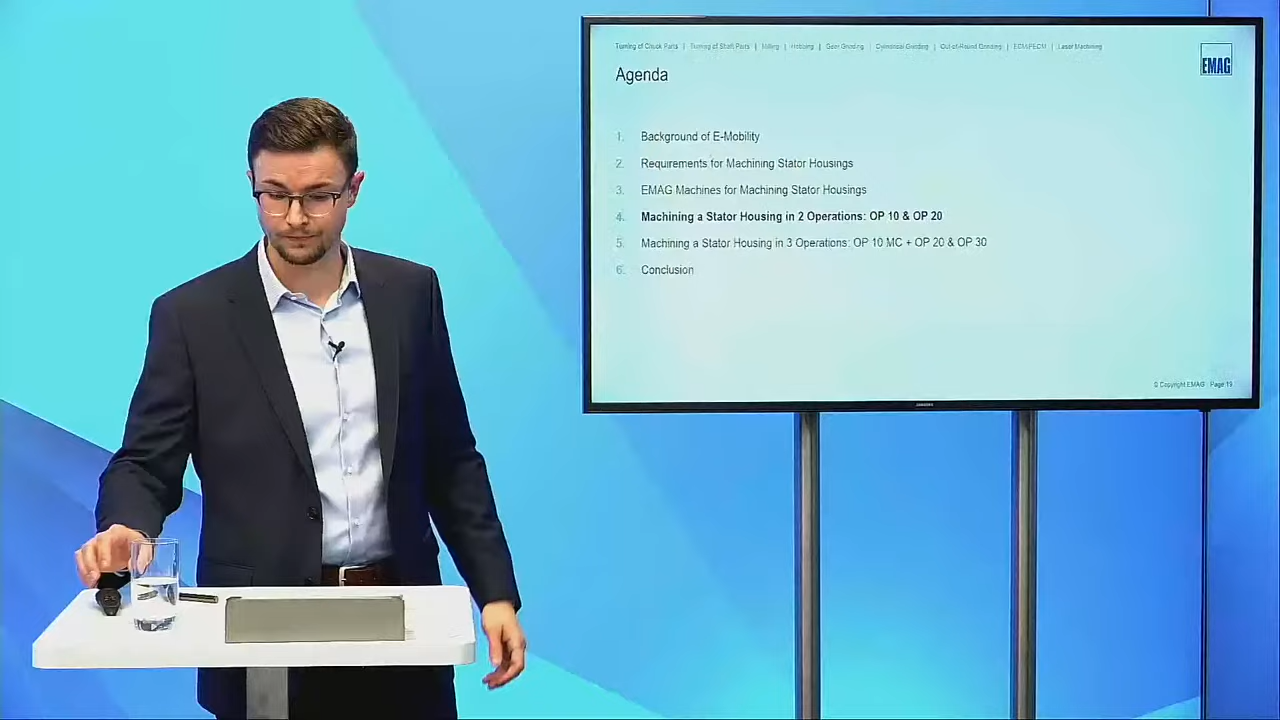 Turning of Chuck Parts | Turning of Shaft Parts | Milling | Hobbing | Gear Grinding | Cylindrical Grinding | Out-of-Round Grinding | ECM/PECM | Laser Machining
EMAG
Agenda
1. Background of E-Mobility
2. Requirements for Machining Stator Housings
3. EMAG Machines for Machining Stator Housings
4. Machining a Stator Housing in 2 Operations: OP 10 & OP 20
5. Machining a Stator Housing in 3 Operations: OP 10 MC + OP 20 & OP 30
6. Conclusion
© Copyright EMAG - Page 19
SAMSUNG